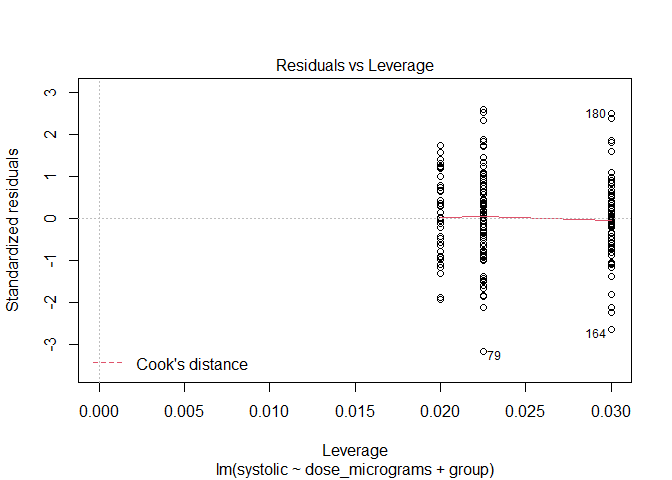 Residuals vs Leverage
Standardized residuals
3
2
1
0
-1
-2
-3
180
164
79
Cook's distance
0.000 0.005 0.010 0.015 0.020 0.025 0.030
Leverage
lm(systolic ~ dose_micrograms + group)